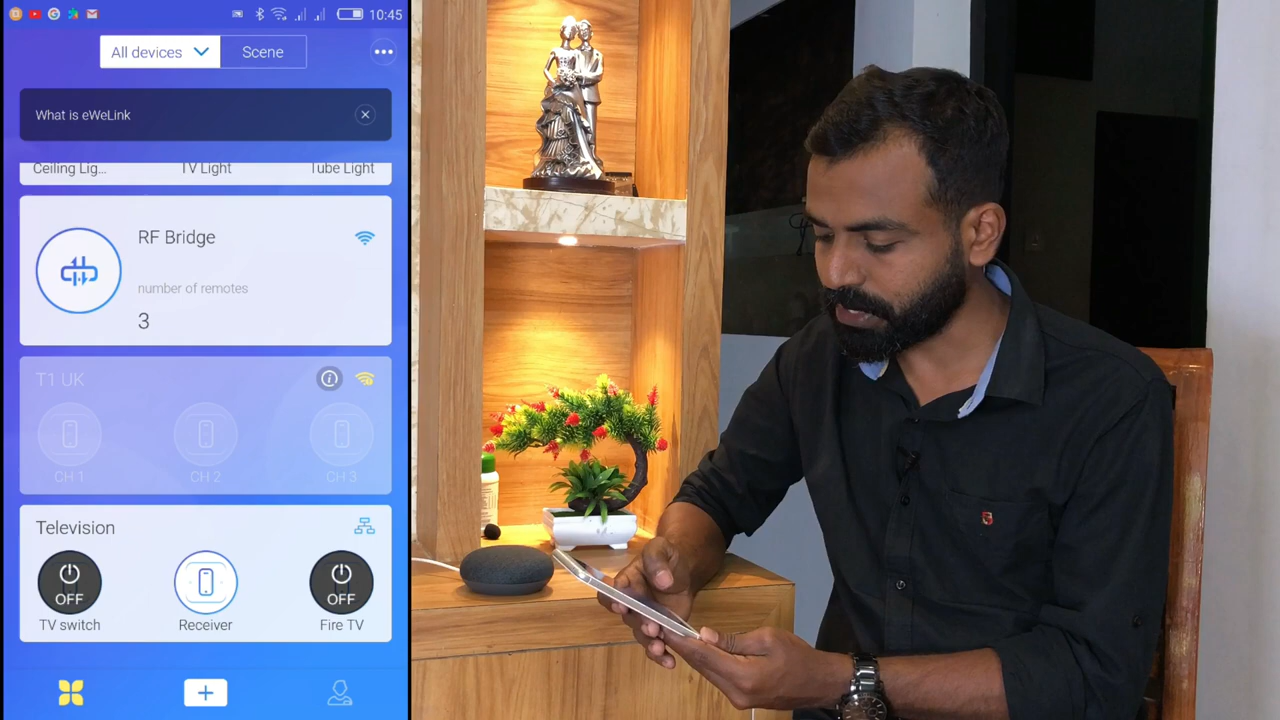 10:45
All devices
Scene
What is eWeLink
Ceiling Lig... TV Light Tube Light
RF Bridge
number of remotes
3
T1 UK
CH 1 CH 2 CH 3
Television
OFF OFF
TV switch Receiver Fire TV